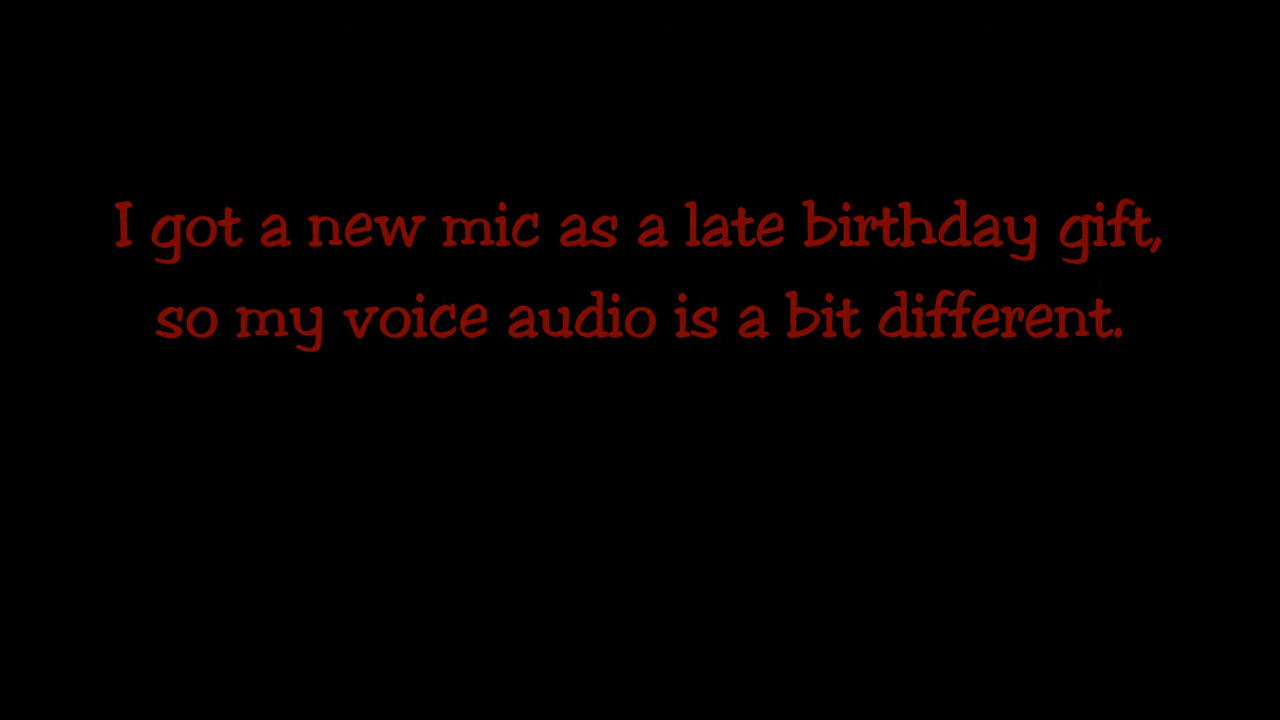 I got a new mic as a late birthday gift,
so my voice audio is a bit different.